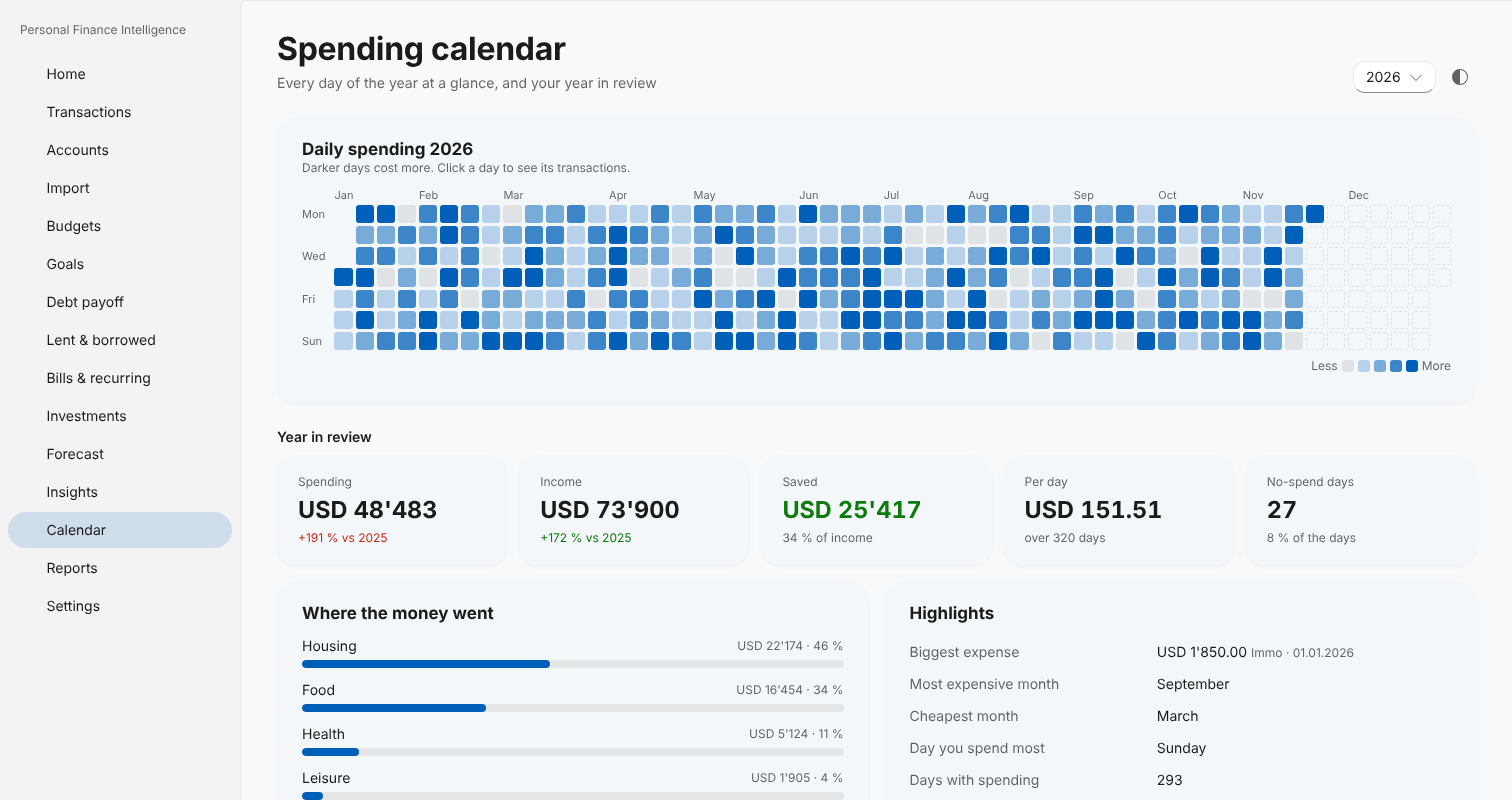 Personal Finance Intelligence
Home
Transactions
Accounts
Import
Budgets
Goals
Debt payoff
Lent & borrowed
Bills & recurring
Investments
Forecast
Insights
Calendar
Reports
Settings
Spending calendar
Every day of the year at a glance, and your year in review
2026
Daily spending 2026
Darker days cost more. Click a day to see its transactions.
Jan Feb Mar Apr May Jun Jul Aug Sep Oct Nov Dec
Mon
Wed
Fri
Sun
Less More
Year in review
Spending
USD 48'483
+191 % vs 2025
Income
USD 73'900
+172 % vs 2025
Saved
USD 25'417
34 % of income
Per day
USD 151.51
over 320 days
No-spend days
27
8 % of the days
Where the money went
Housing USD 22'174 · 46 %
Food USD 16'454 · 34 %
Health USD 5'124 · 11 %
Leisure USD 1'905 · 4 %
Highlights
Biggest expense USD 1'850.00 Immo · 01.01.2026
Most expensive month September
Cheapest month March
Day you spend most Sunday
Days with spending 293